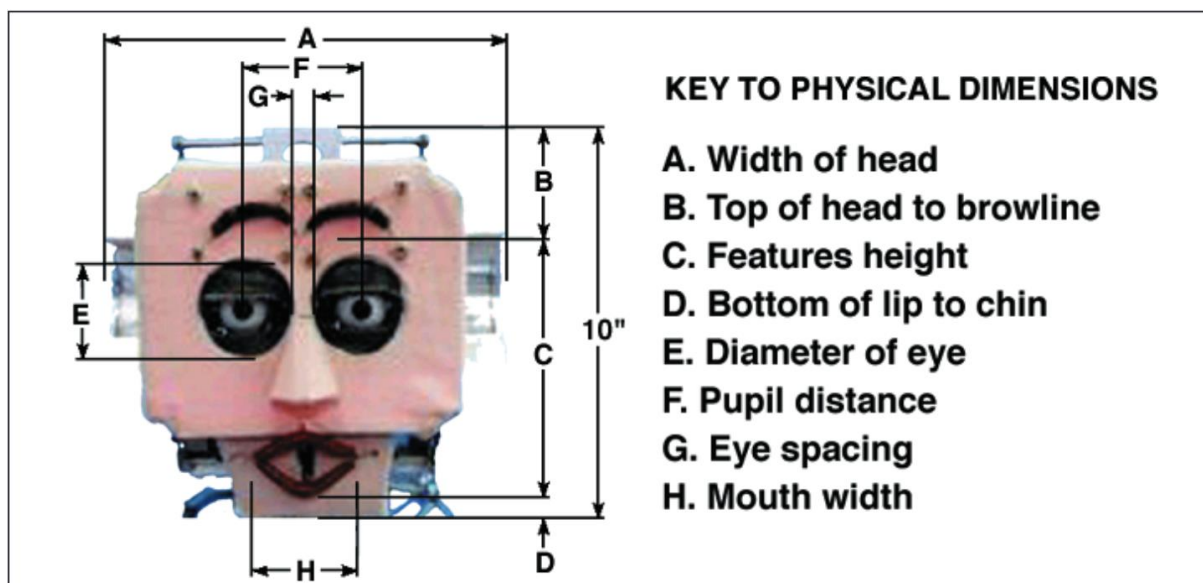 A
F
G
B
E
10"
C
D
H
KEY TO PHYSICAL DIMENSIONS
A. Width of head
B. Top of head to browline
C. Features height
D. Bottom of lip to chin
E. Diameter of eye
F. Pupil distance
G. Eye spacing
H. Mouth width